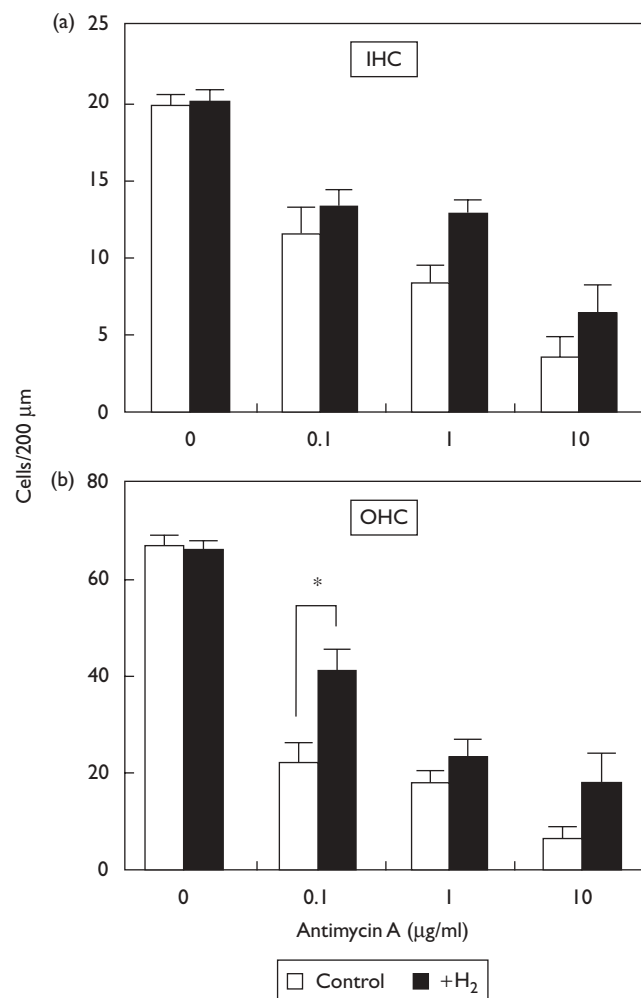 (a)
IHC
25
20
15
10
5
0
0 0.1 1 10
Cells/200 μm
(b)
OHC
80
60
40
20
0
*
0 0.1 1 10
Antimycin A (μg/ml)
Control +H₂